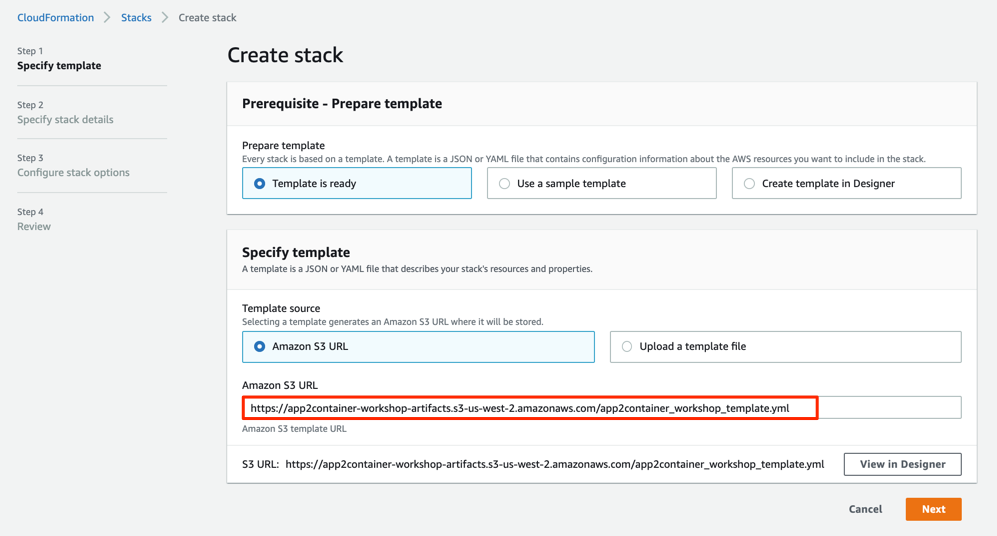 CloudFormation > Stacks > Create stack
Step 1
Specify template
Step 2
Specify stack details
Step 3
Configure stack options
Step 4
Review
Create stack
Prerequisite - Prepare template
Prepare template
Every stack is based on a template. A template is a JSON or YAML file that contains configuration information about the AWS resources you want to include in the stack.
Template is ready
Use a sample template
Create template in Designer
Specify template
A template is a JSON or YAML file that describes your stack's resources and properties.
Template source
Selecting a template generates an Amazon S3 URL where it will be stored.
Amazon S3 URL
Upload a template file
Amazon S3 URL
https://app2container-workshop-artifacts.s3-us-west-2.amazonaws.com/app2container_workshop_template.yml
Amazon S3 template URL
S3 URL: https://app2container-workshop-artifacts.s3-us-west-2.amazonaws.com/app2container_workshop_template.yml
View in Designer
Cancel
Next